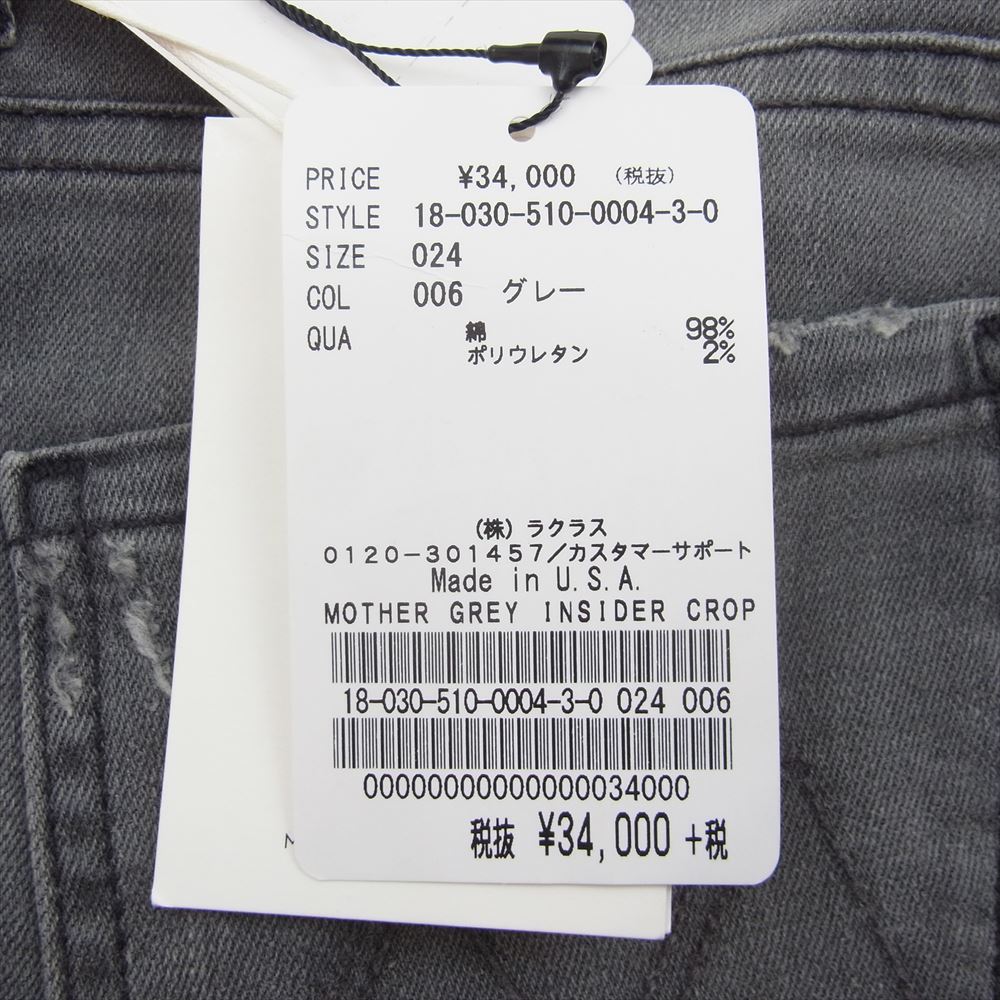 PRICE ¥34,000 (税抜)
STYLE 18-030-510-0004-3-0
SIZE 024
COL 006 グレー
QUA 綿 98%
ポリウレタン 2%
(株)ラクラス
0120-301457/カスタマーサポート
Made in U.S.A.
MOTHER GREY INSIDER CROP
18-030-510-0004-3-0 024 006
00000000000000034000
税抜 ¥34,000 +税